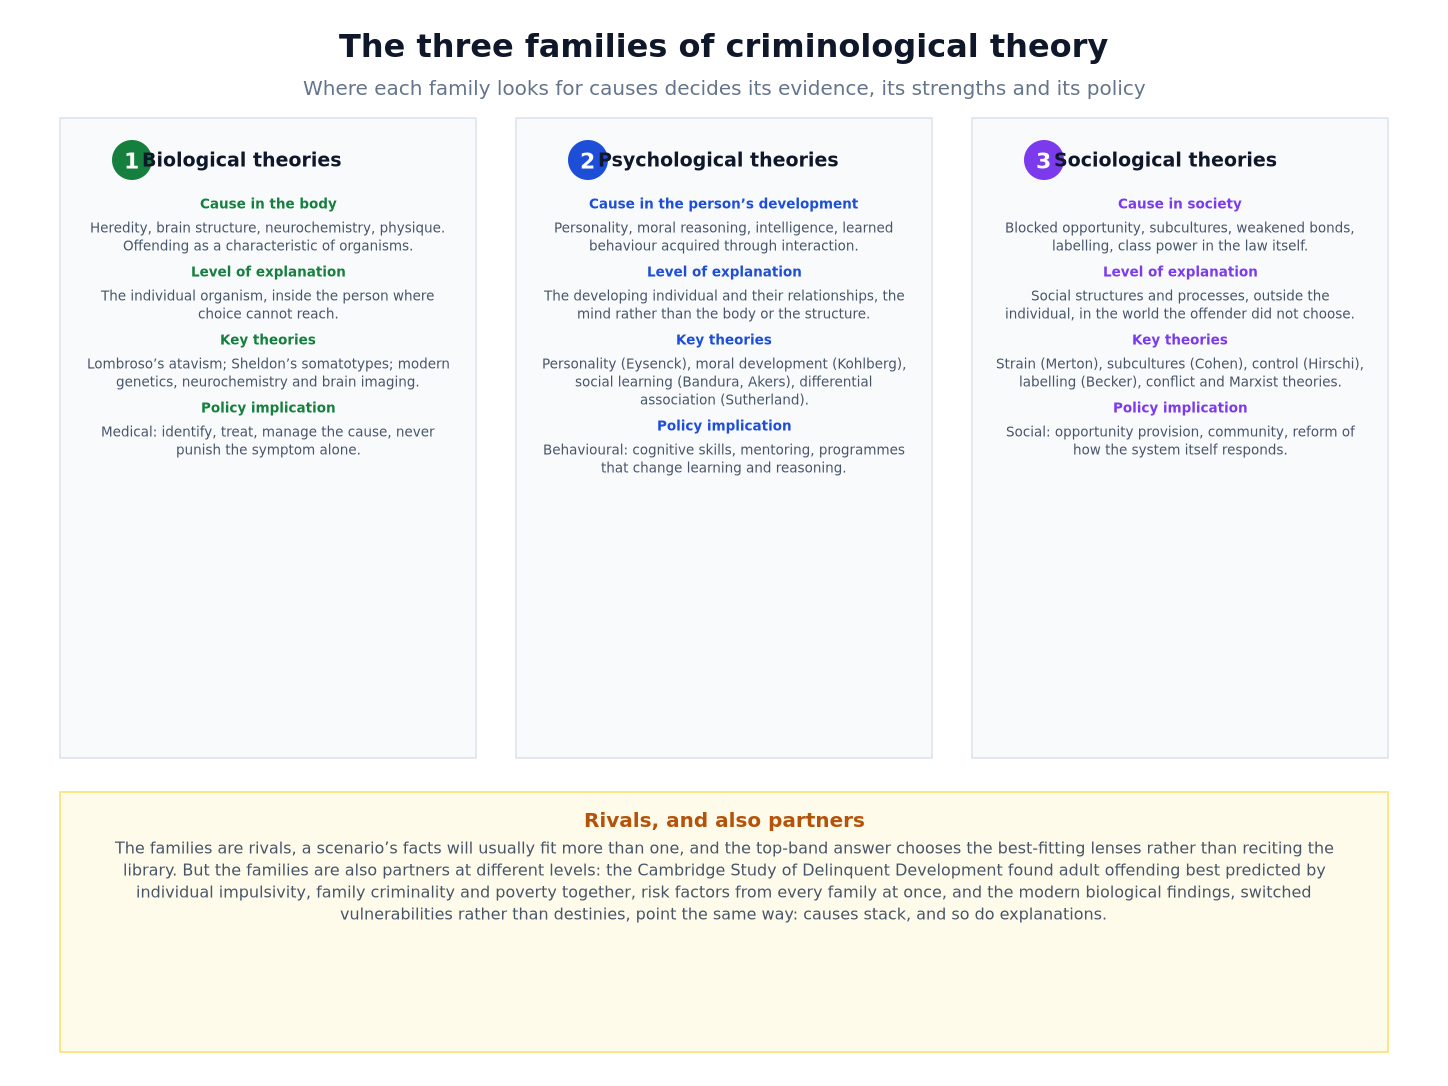 The three families of criminological theory
Where each family looks for causes decides its evidence, its strengths and its policy
1 Biological theories
Cause in the body
Heredity, brain structure, neurochemistry, physique.
Offending as a characteristic of organisms.
Level of explanation
The individual organism, inside the person where
choice cannot reach.
Key theories
Lombroso’s atavism; Sheldon’s somatotypes; modern
genetics, neurochemistry and brain imaging.
Policy implication
Medical: identify, treat, manage the cause, never
punish the symptom alone.
2 Psychological theories
Cause in the person’s development
Personality, moral reasoning, intelligence, learned
behaviour acquired through interaction.
Level of explanation
The developing individual and their relationships, the
mind rather than the body or the structure.
Key theories
Personality (Eysenck), moral development (Kohlberg),
social learning (Bandura, Akers), differential
association (Sutherland).
Policy implication
Behavioural: cognitive skills, mentoring, programmes
that change learning and reasoning.
3 Sociological theories
Cause in society
Blocked opportunity, subcultures, weakened bonds,
labelling, class power in the law itself.
Level of explanation
Social structures and processes, outside the
individual, in the world the offender did not choose.
Key theories
Strain (Merton), subcultures (Cohen), control (Hirschi),
labelling (Becker), conflict and Marxist theories.
Policy implication
Social: opportunity provision, community, reform of
how the system itself responds.
Rivals, and also partners
The families are rivals, a scenario’s facts will usually fit more than one, and the top-band answer chooses the best-fitting lenses rather than reciting the
library. But the families are also partners at different levels: the Cambridge Study of Delinquent Development found adult offending best predicted by
individual impulsivity, family criminality and poverty together, risk factors from every family at once, and the modern biological findings, switched
vulnerabilities rather than destinies, point the same way: causes stack, and so do explanations.